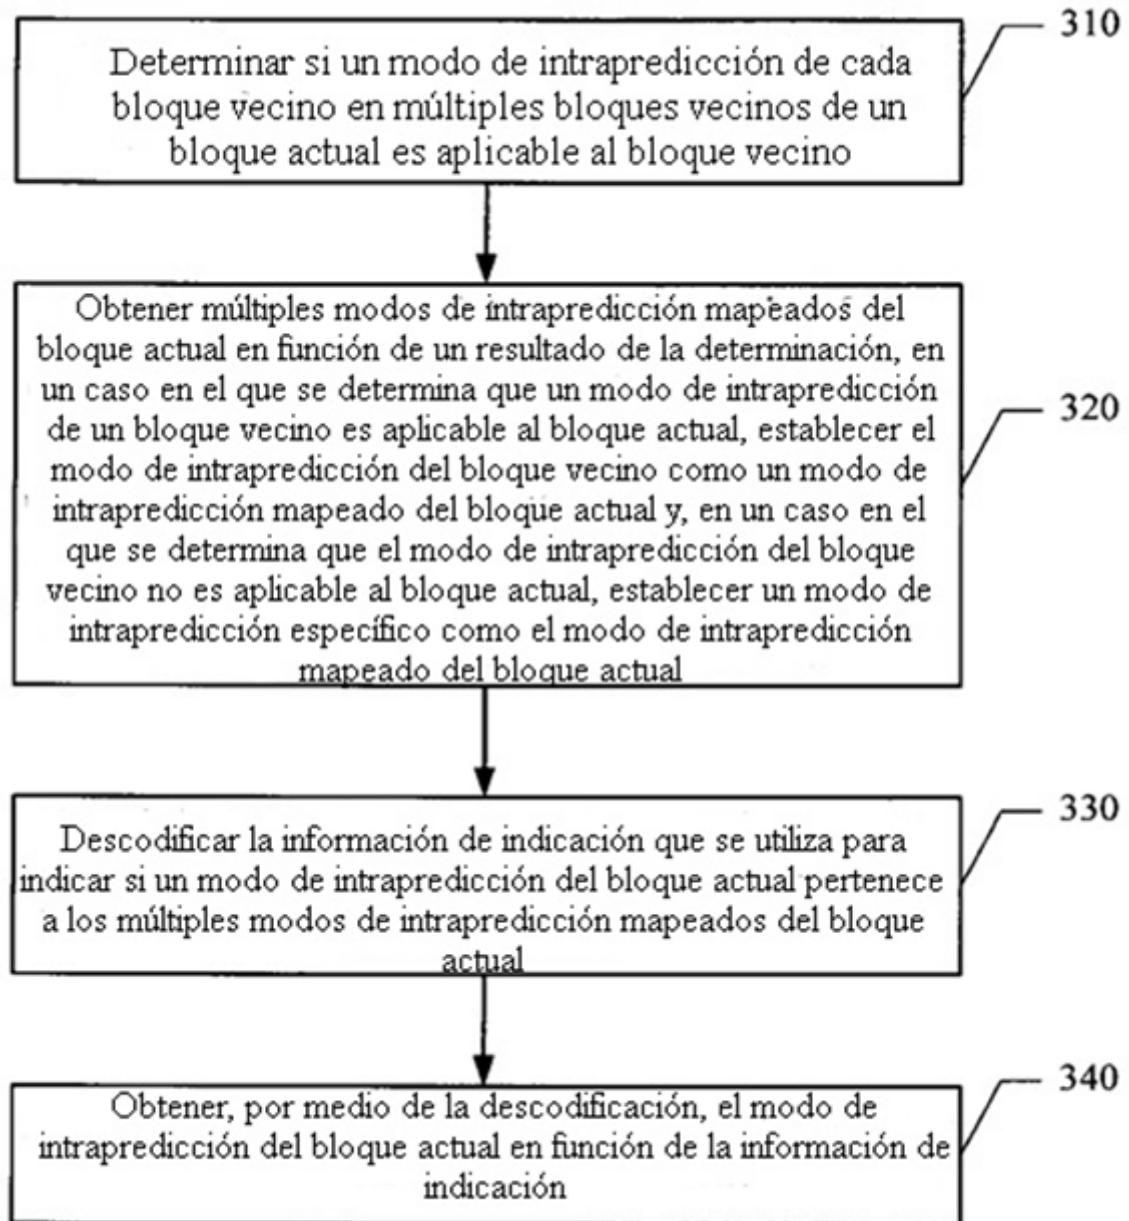 310
Determinar si un modo de intrapredicción de cada
bloque vecino en múltiples bloques vecinos de un
bloque actual es aplicable al bloque vecino
Obtener múltiples modos de intrapredicción mapeados del
bloque actual en función de un resultado de la determinación, en
un caso en el que se determina que un modo de intrapredicción
de un bloque vecino es aplicable al bloque actual, establecer el
modo de intrapredicción del bloque vecino como un modo de
intrapredicción mapeado del bloque actual y, en un caso en el
que se determina que el modo de intrapredicción del bloque
vecino no es aplicable al bloque actual, establecer un modo de
intrapredicción específico como el modo de intrapredicción
mapeado del bloque actual
320
Descodificar la información de indicación que se utiliza para
indicar si un modo de intrapredicción del bloque actual pertenece
a los múltiples modos de intrapredicción mapeados del bloque
actual
330
Obtener, por medio de la descodificación, el modo de
intrapredicción del bloque actual en función de la información de
indicación
340